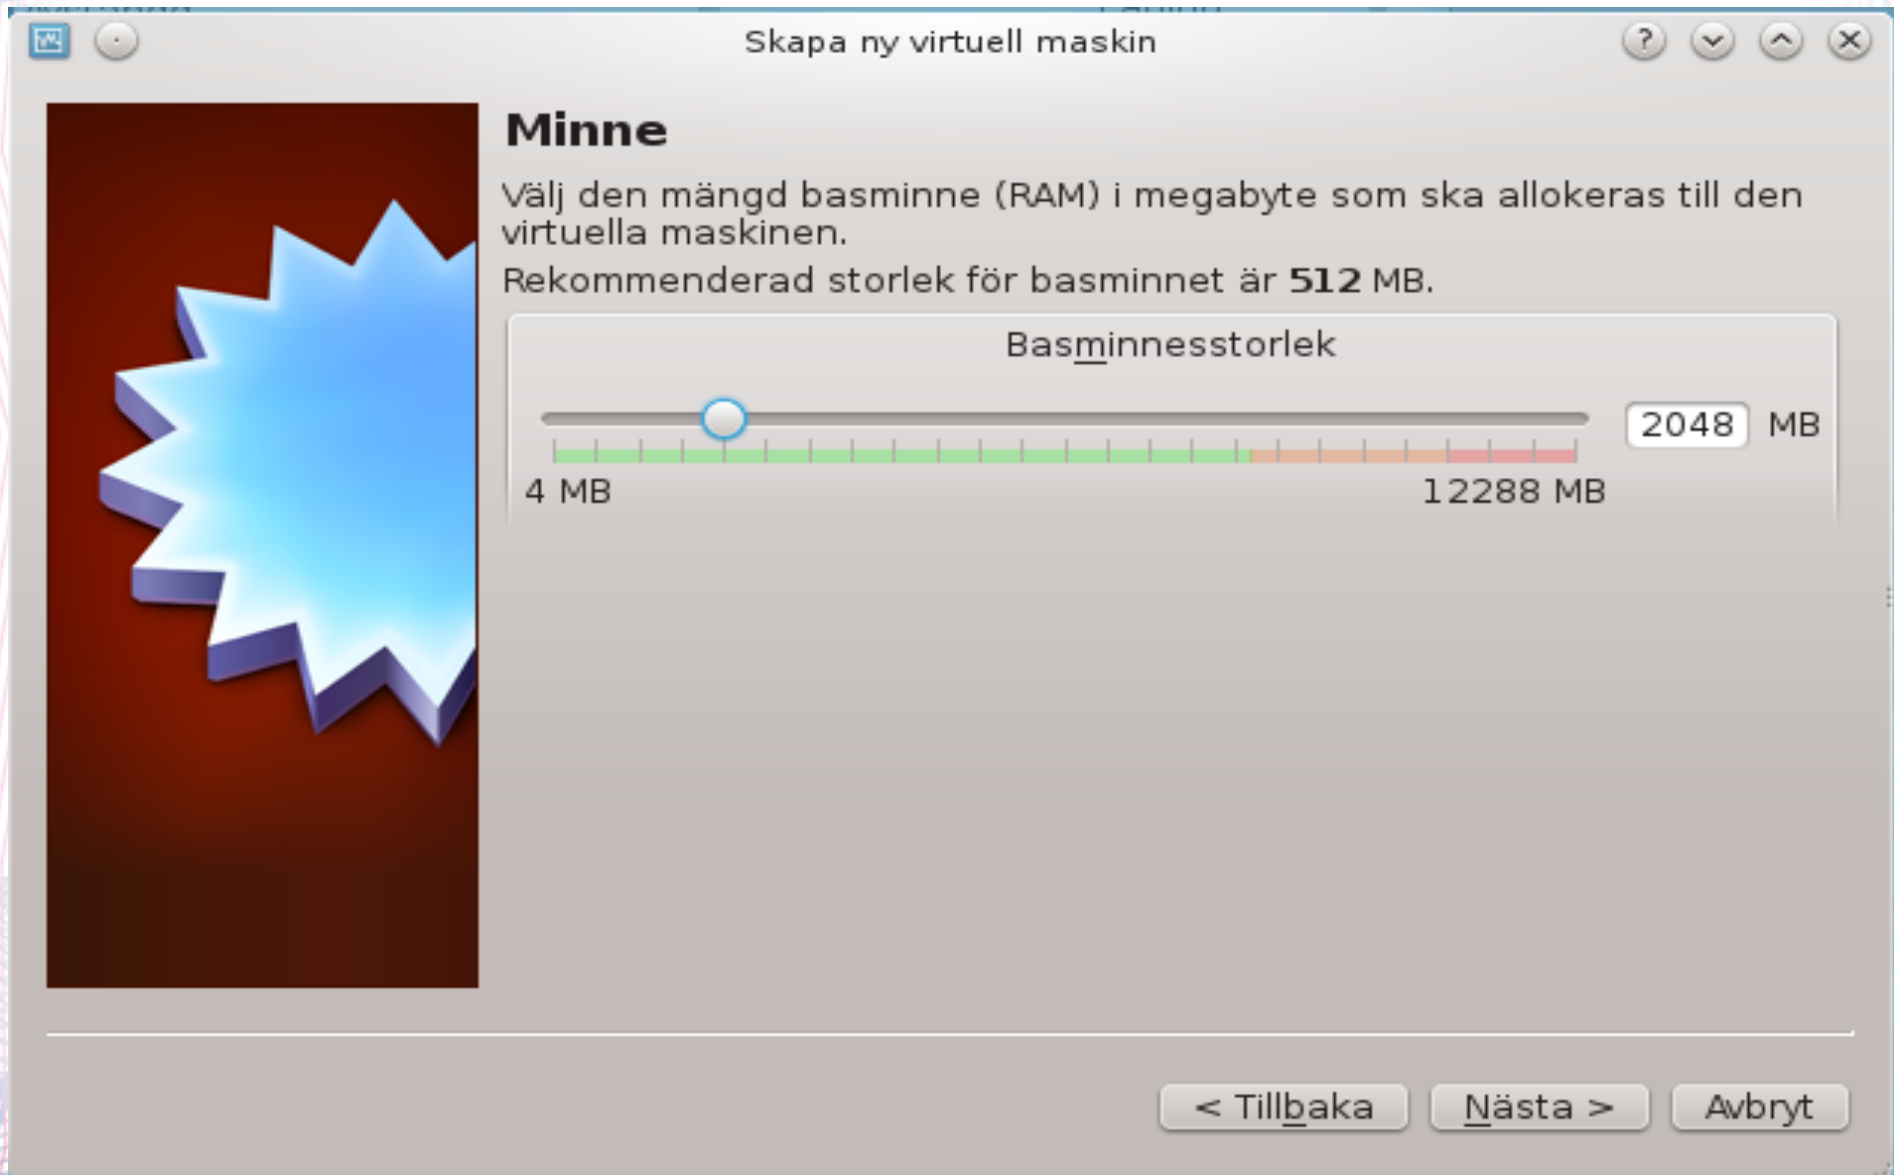 Skapa ny virtuell maskin
Minne
Välj den mängd basminne (RAM) i megabyte som ska allokeras till den
virtuella maskinen.
Rekommenderad storlek för basminnet är 512 MB.
Basminnesstorlek
2048 MB
4 MB 12288 MB
< Tillbaka Nästa > Avbryt